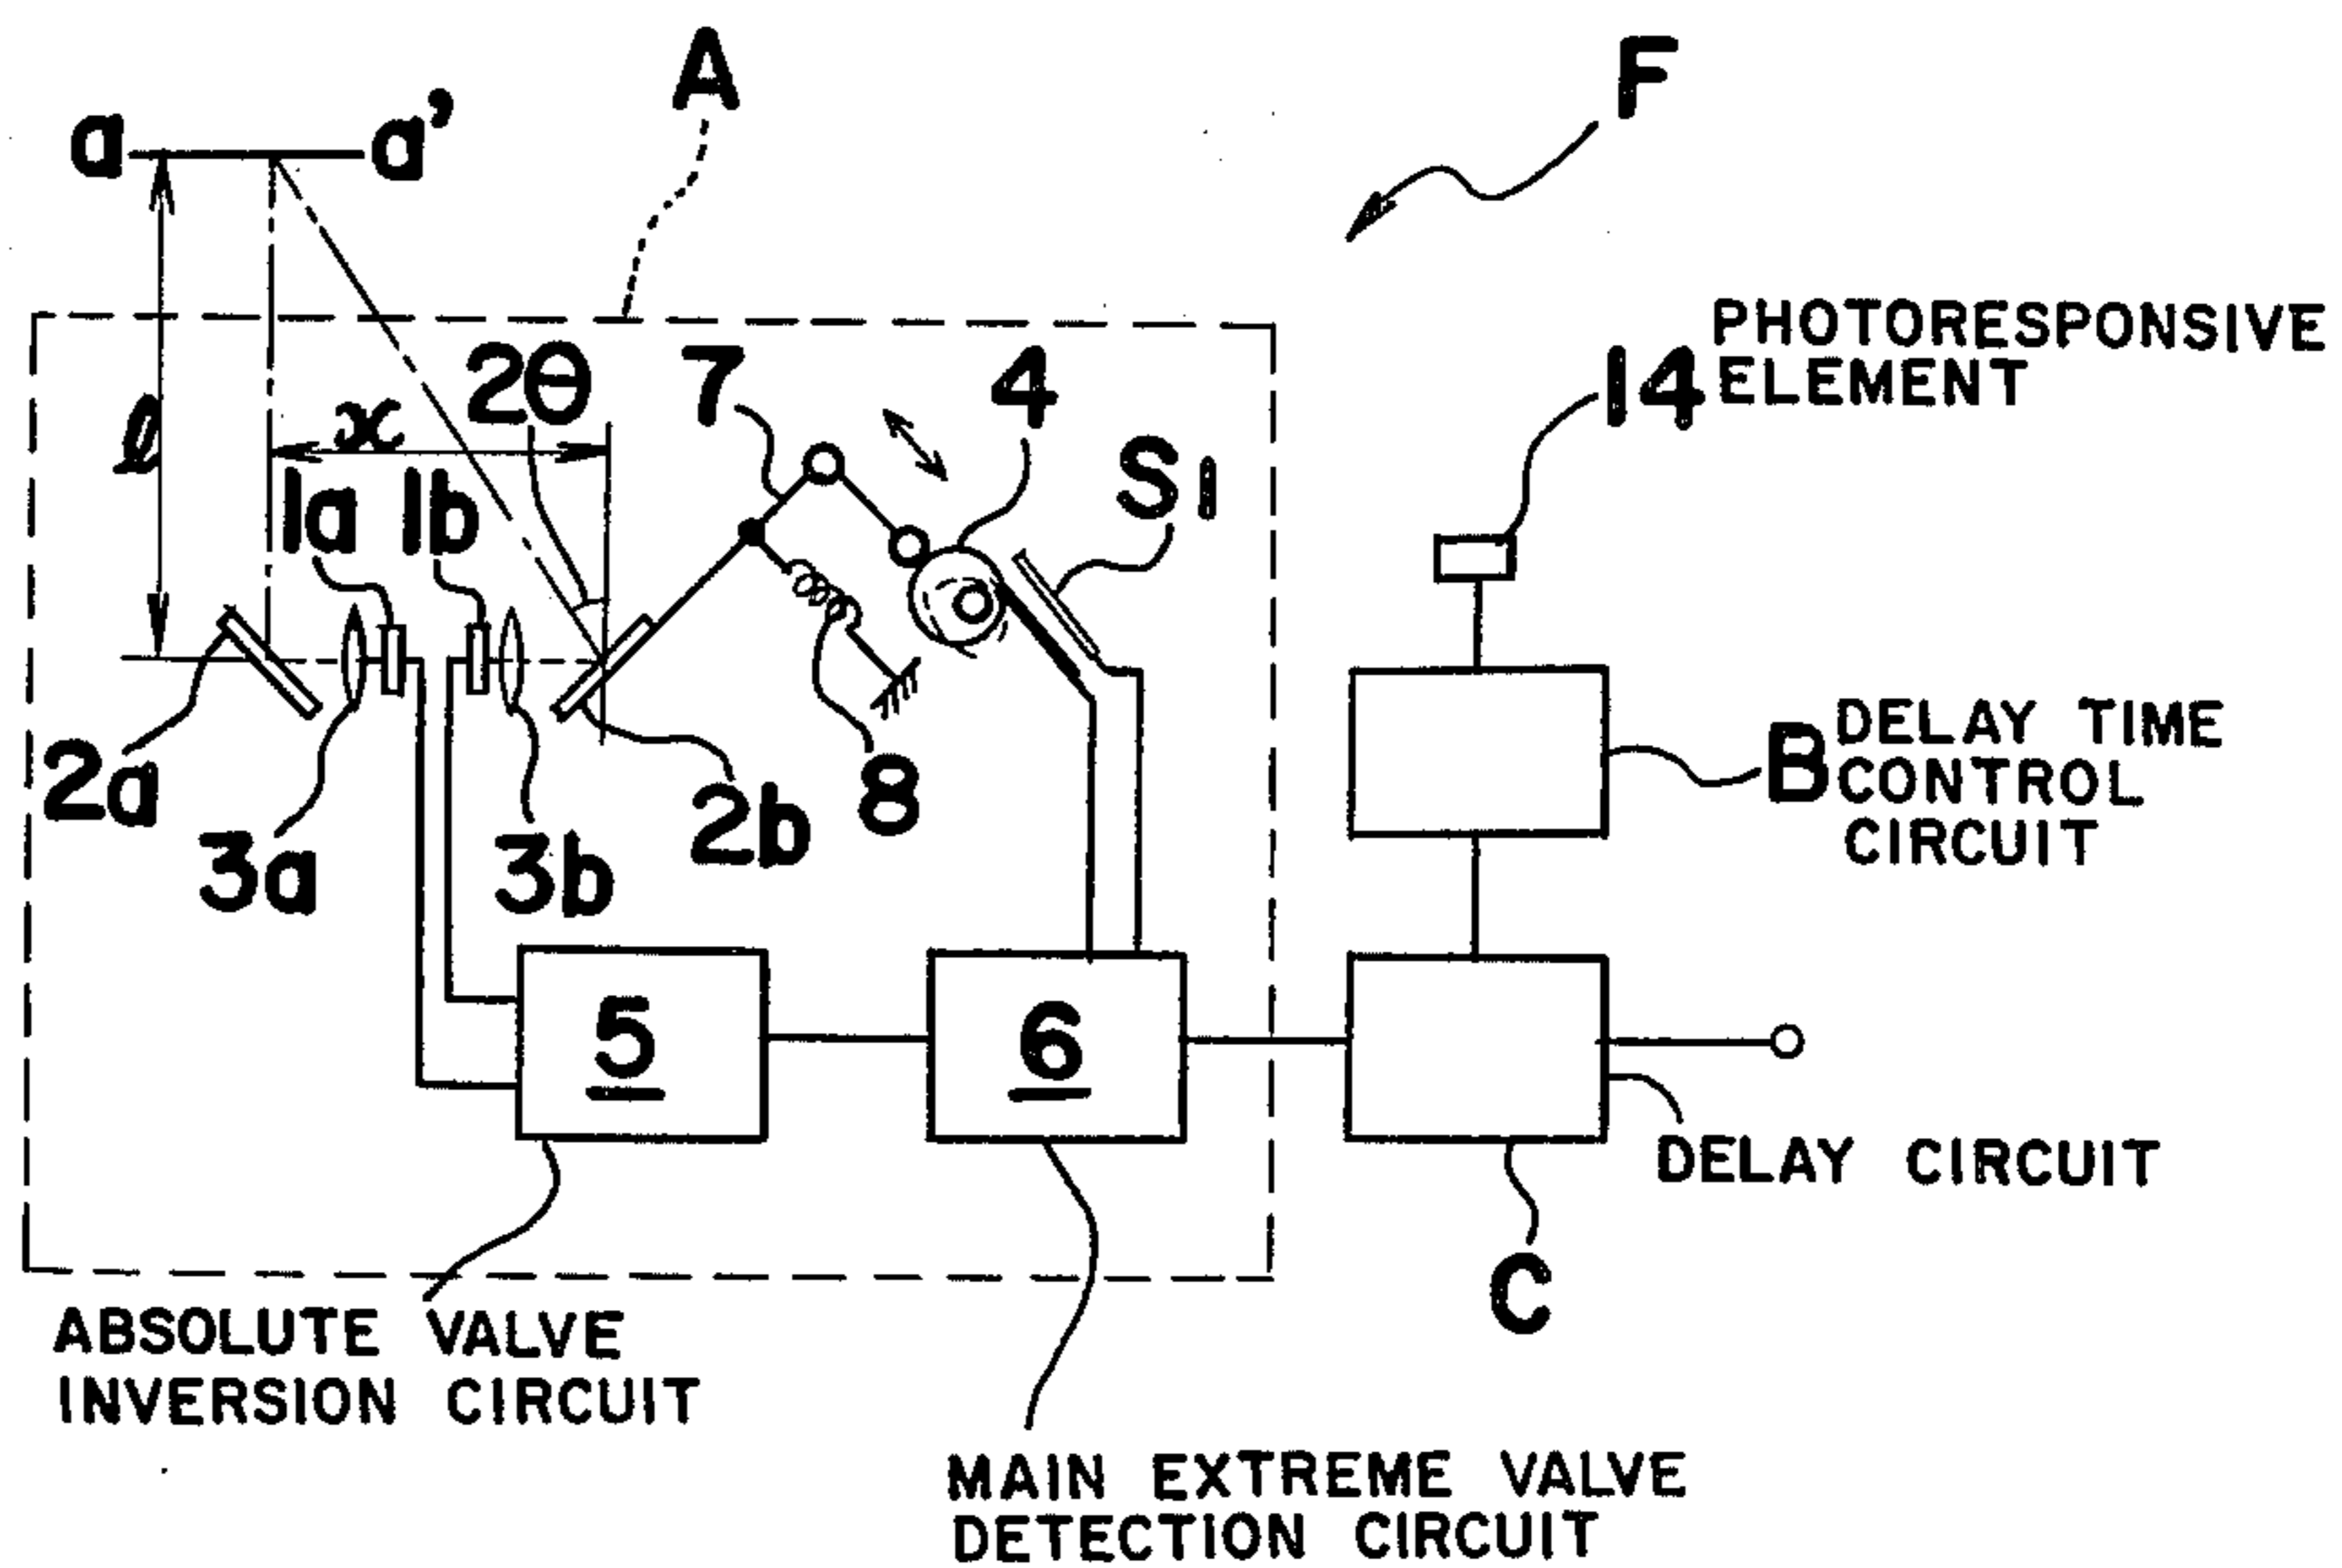 A
F
a
a'
PHOTORESPONSIVE
14 ELEMENT
2θ
7
4
l
x
1a
1b
S1
2a
3a
3b
2b
8
B DELAY TIME
CONTROL
CIRCUIT
5
6
DELAY CIRCUIT
C
ABSOLUTE VALVE
INVERSION CIRCUIT
MAIN EXTREME VALVE
DETECTION CIRCUIT